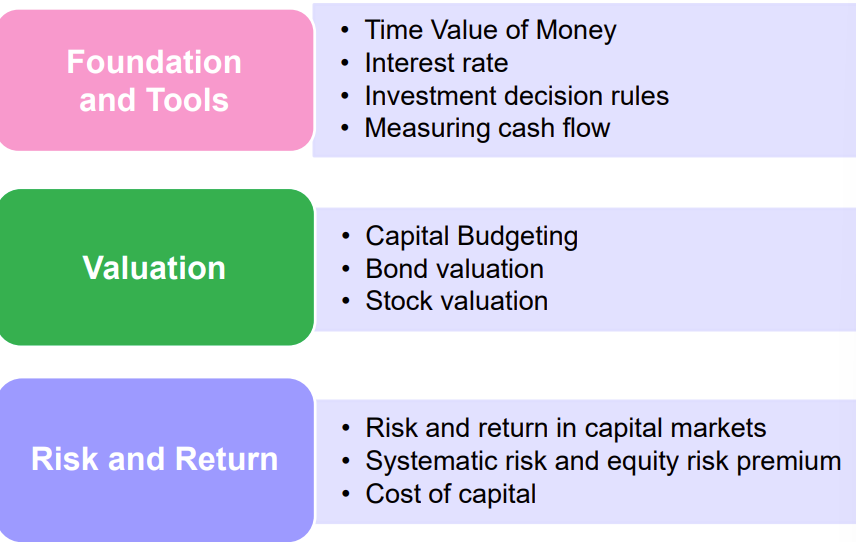 Foundation
and Tools
• Time Value of Money
• Interest rate
• Investment decision rules
• Measuring cash flow
Valuation
• Capital Budgeting
• Bond valuation
• Stock valuation
Risk and Return
• Risk and return in capital markets
• Systematic risk and equity risk premium
• Cost of capital